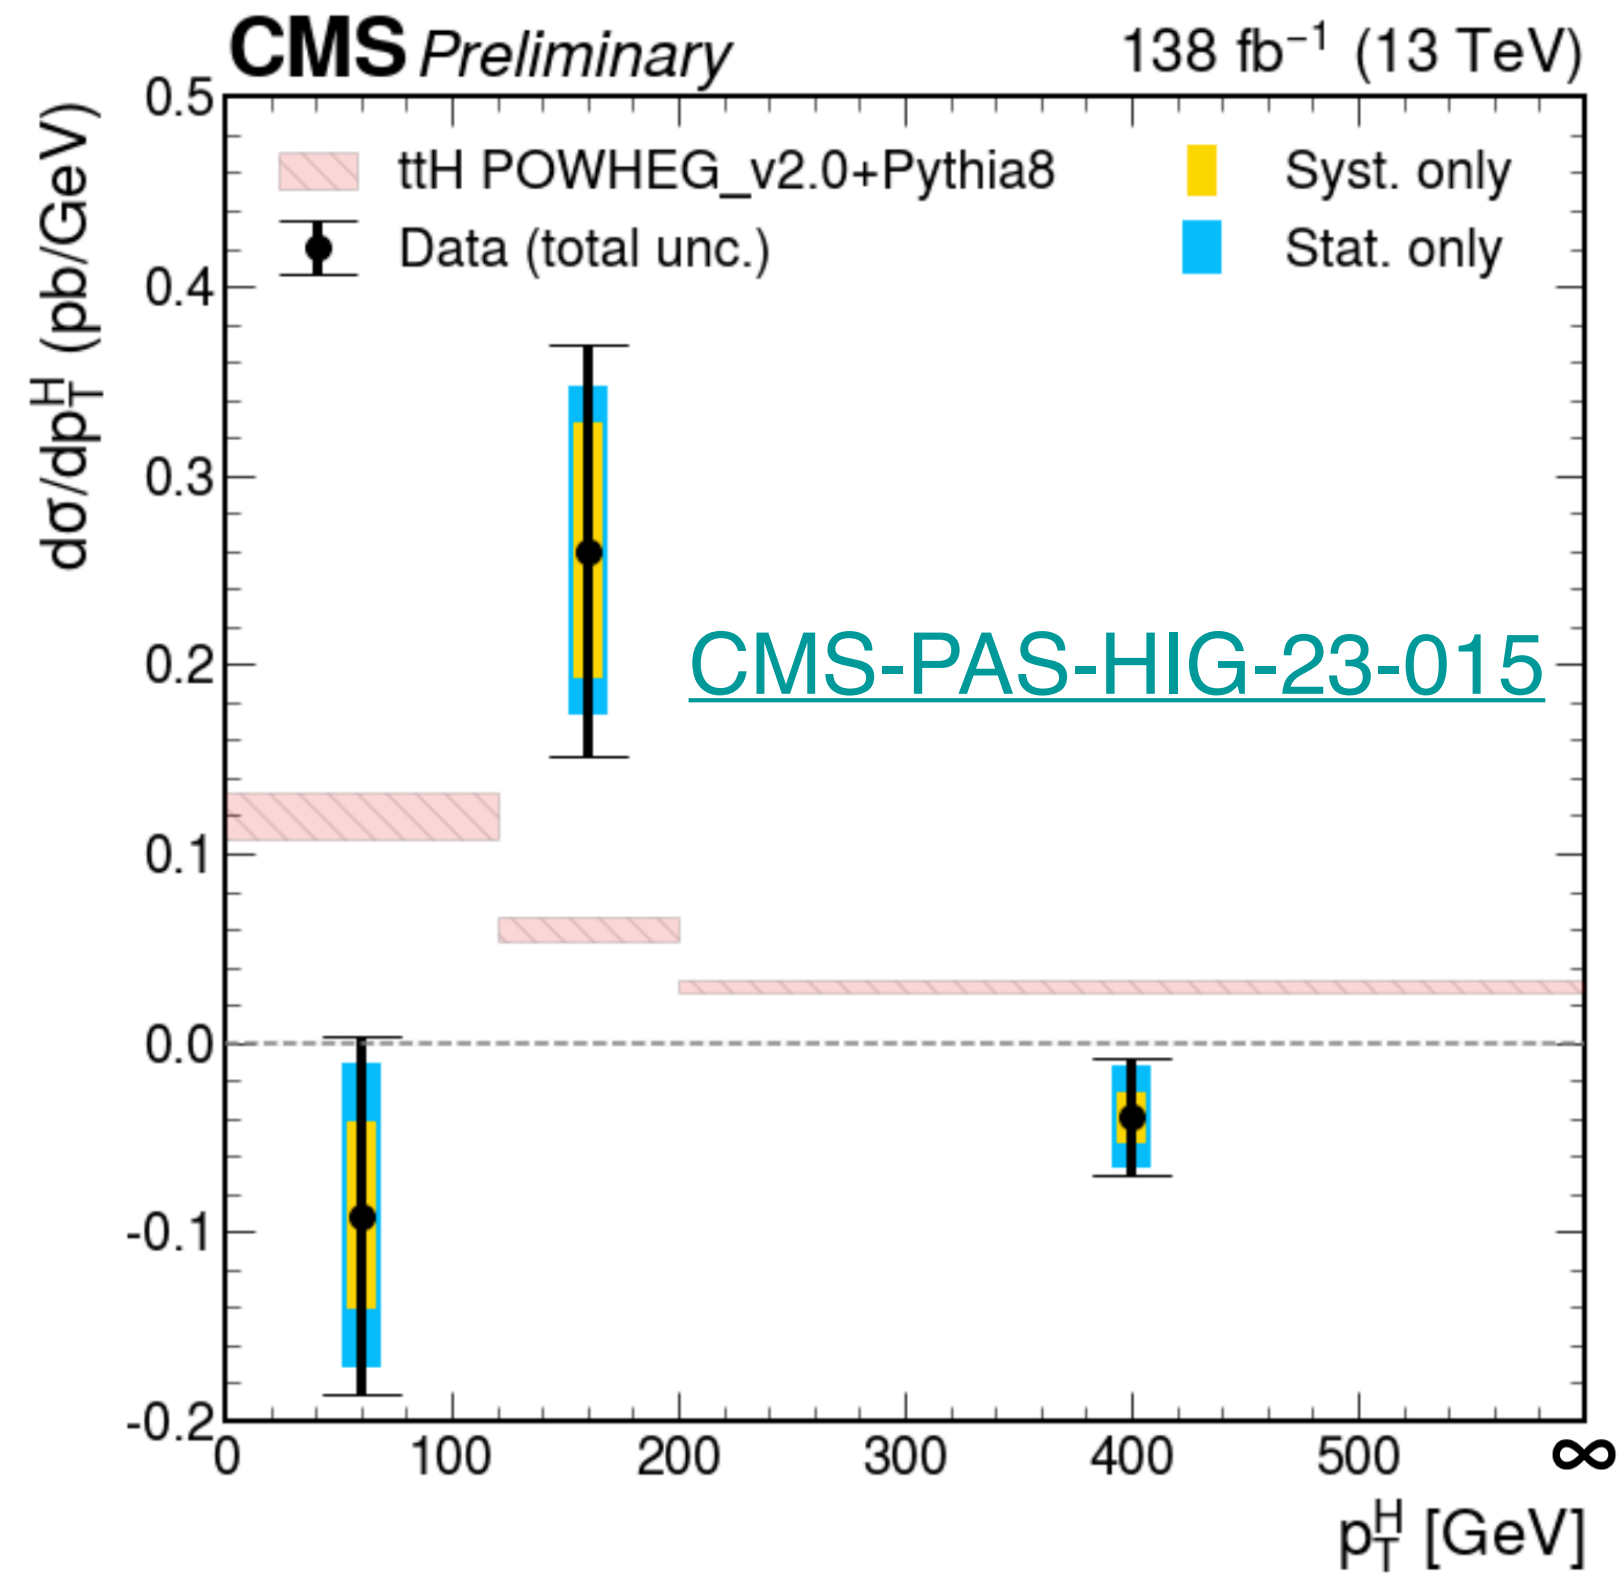 CMS Preliminary 138 fb⁻¹ (13 TeV)
dσ/dp_T^H (pb/GeV)
0.5
0.4
0.3
0.2
0.1
0.0
-0.1
-0.2
ttH POWHEG_v2.0+Pythia8
Data (total unc.)
Syst. only
Stat. only
CMS-PAS-HIG-23-015
0 100 200 300 400 500 ∞
p_T^H [GeV]